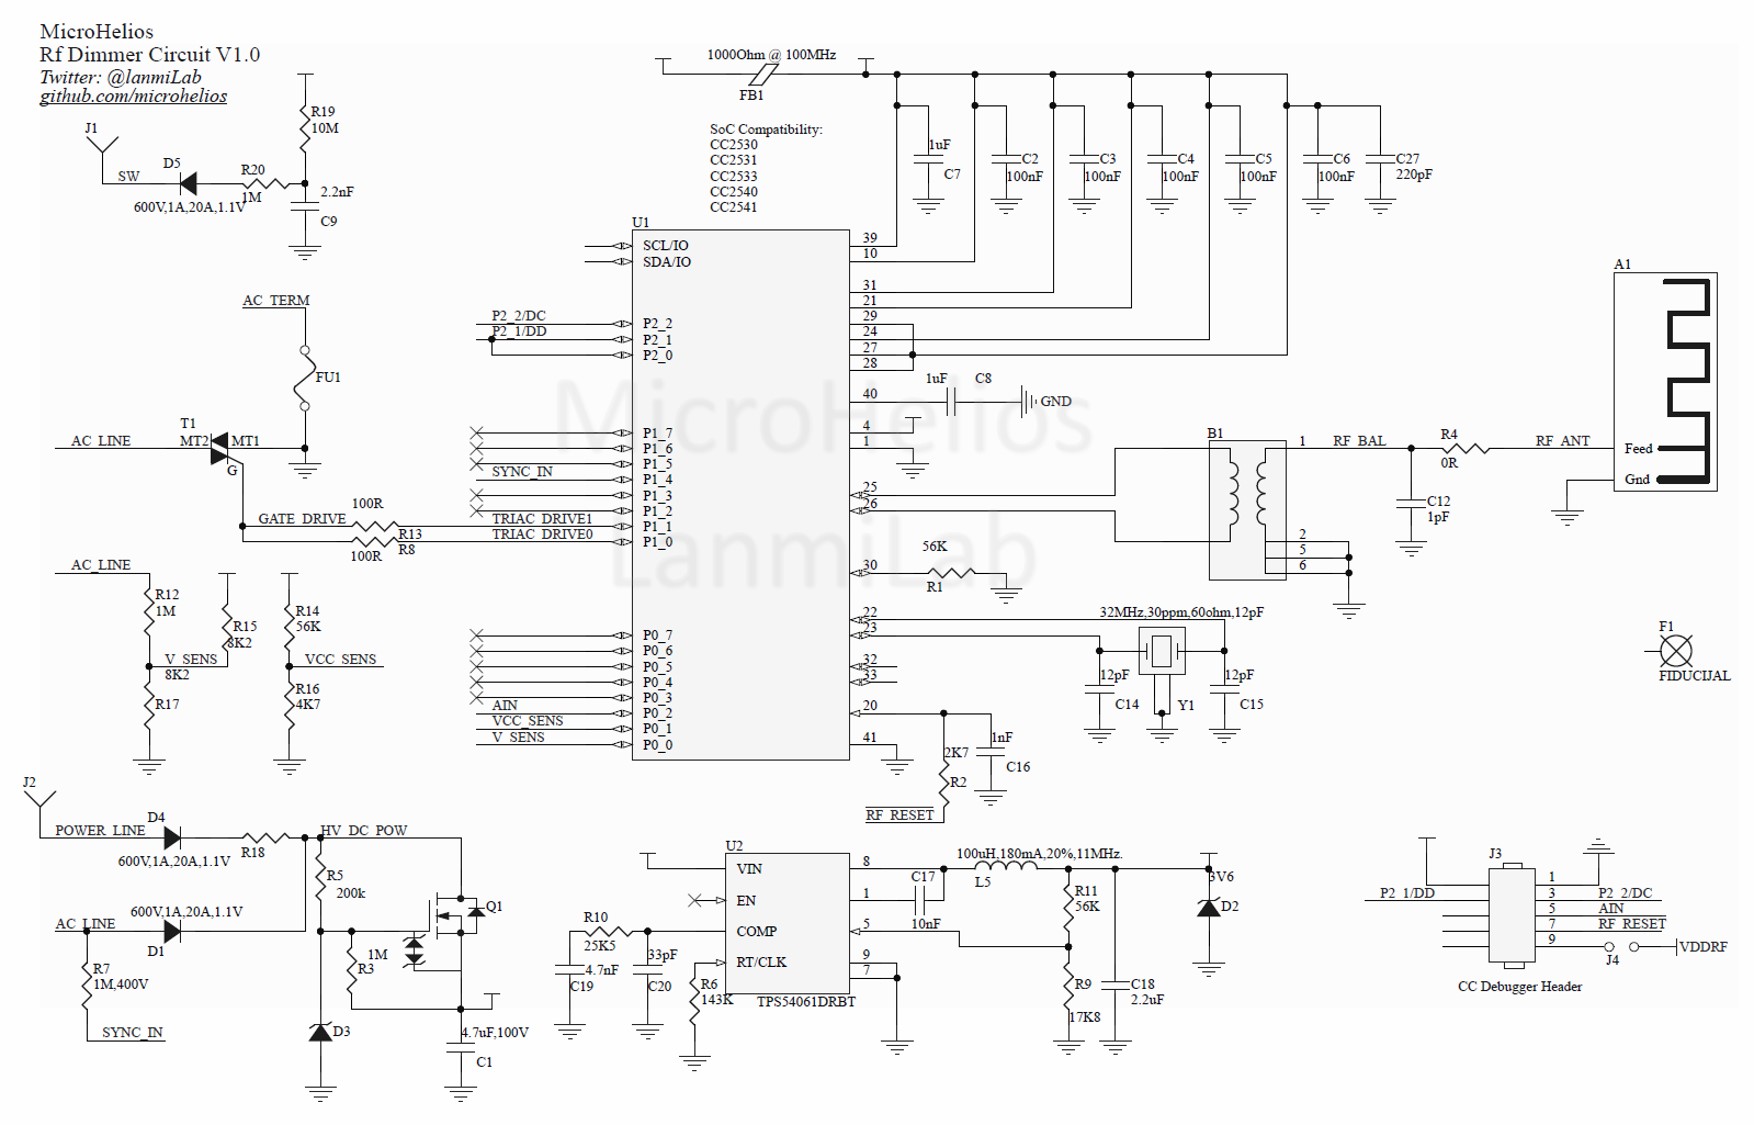 MicroHelios
Rf Dimmer Circuit V1.0
Twitter: @lanmiLab
github.com/microhelios
J1
SW
D5
600V,1A,20A,1.1V
R20
1M
R19
10M
2.2nF
C9
1000Ohm @ 100MHz
FB1
SoC Compatibility:
CC2530
CC2531
CC2533
CC2540
CC2541
1uF
C7
C2
100nF
C3
100nF
C4
100nF
C5
100nF
C6
100nF
C27
220pF
U1
SCL/IO
SDA/IO
P2_2/DC
P2_2
P2_1/DD
P2_1
P2_0
P1_7
P1_6
P1_5
SYNC_IN
P1_4
P1_3
P1_2
TRIAC_DRIVE1
P1_1
TRIAC_DRIVE0
P1_0
P0_7
P0_6
P0_5
P0_4
P0_3
AIN
P0_2
VCC_SENS
P0_1
V_SENS
P0_0
39
10
31
21
29
24
27
28
40
4
1
25
26
30
22
23
32
33
20
41
1uF
C8
GND
MicroHelios
LanmiLab
AC_TERM
FU1
T1
AC_LINE
MT2
MT1
G
GATE_DRIVE
100R
R13
100R
R8
AC_LINE
R12
1M
R15
8K2
V_SENS
8K2
R17
R14
56K
VCC_SENS
R16
4K7
56K
R1
B1
1
2
5
6
RF_BAL
R4
0R
RF_ANT
C12
1pF
A1
Feed
Gnd
32MHz,30ppm,60ohm,12pF
12pF
C14
Y1
12pF
C15
2K7
R2
1nF
C16
RF_RESET
F1
FIDUCIJAL
J2
POWER_LINE
D4
600V,1A,20A,1.1V
R18
HV_DC_POW
R5
200k
Q1
AC_LINE
600V,1A,20A,1.1V
D1
R7
1M,400V
SYNC_IN
1M
R3
D3
4.7uF,100V
C1
U2
VIN
EN
COMP
RT/CLK
TPS54061DRBT
8
1
5
9
7
R10
25K5
4.7nF
C19
33pF
C20
R6
143K
C17
10nF
100uH,180mA,20%,11MHz.
L5
R11
56K
R9
17K8
C18
2.2uF
3V6
D2
J3
P2_1/DD
1
3
P2_2/DC
5
AIN
7
RF_RESET
9
J4
VDDRF
CC Debugger Header